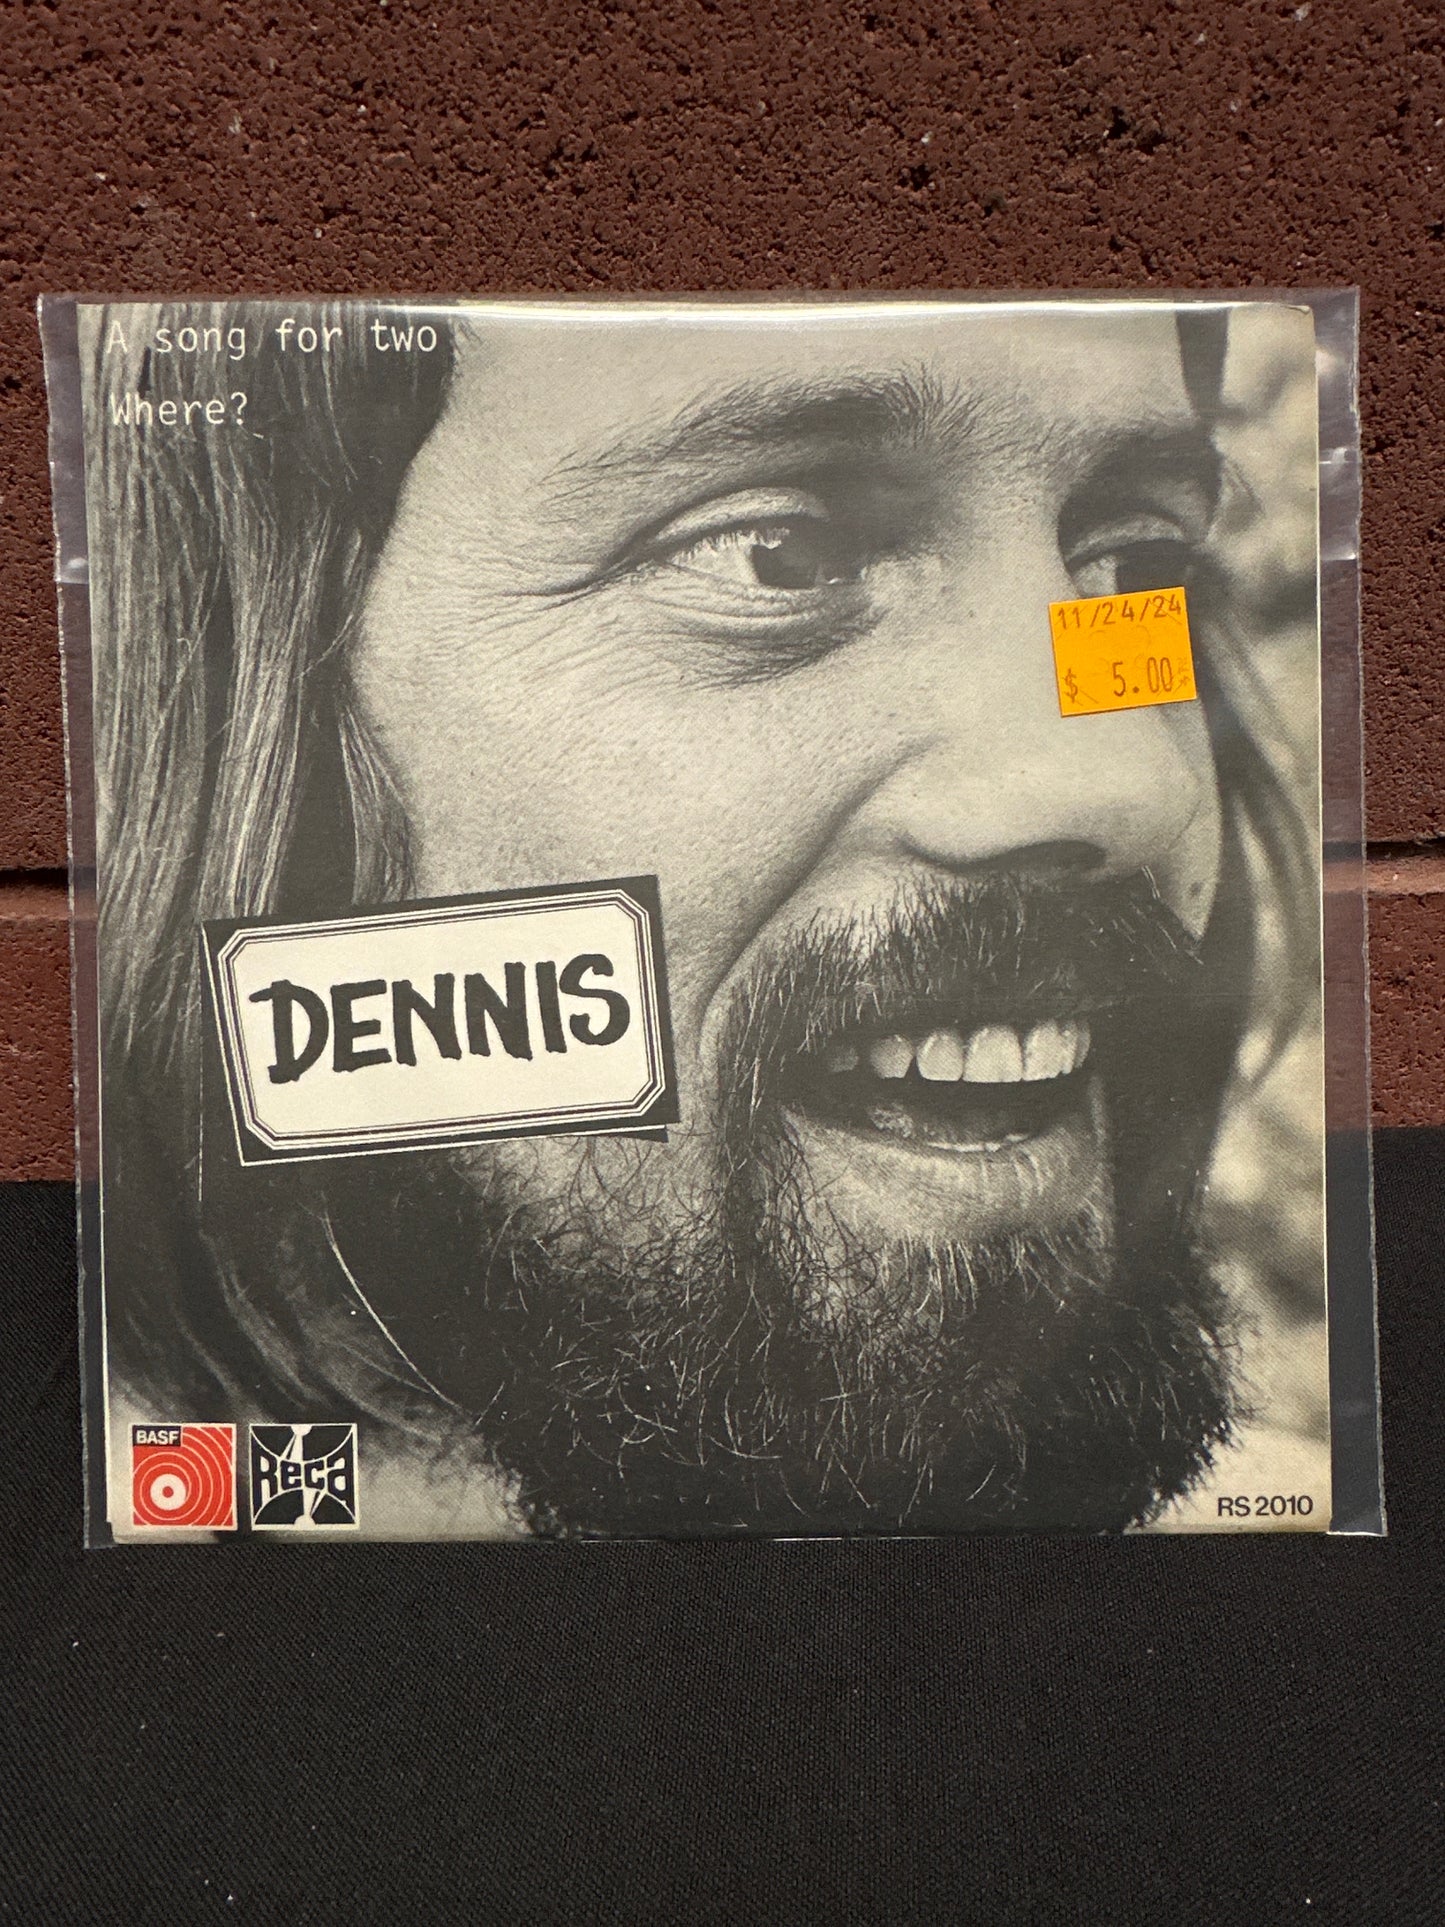 A song for two
Where?
11/24/24
$ 5.00
DENNIS
BASF
Reca
RS 2010